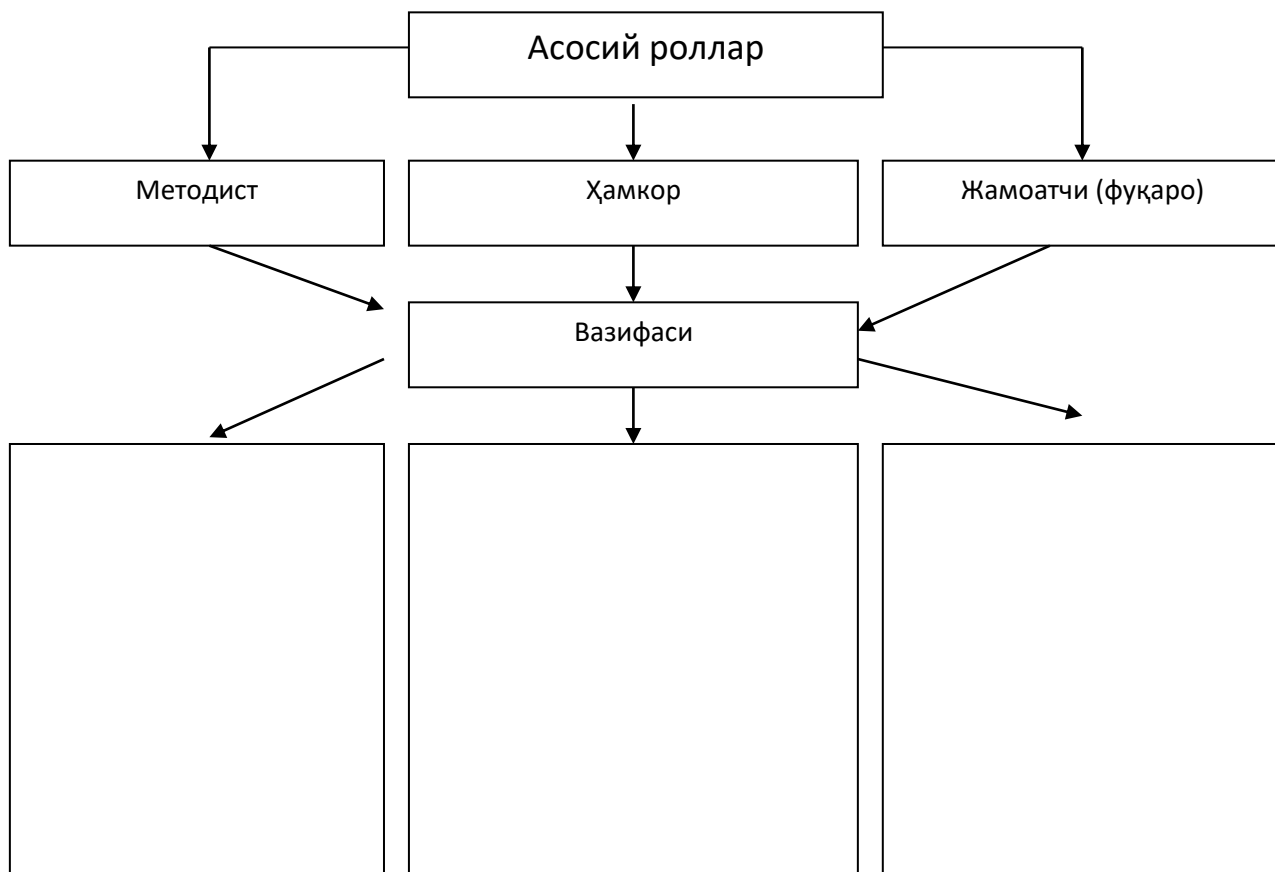 Асосий роллар
Методист
Ҳамкор
Жамоатчи (фуқаро)
Вазифаси